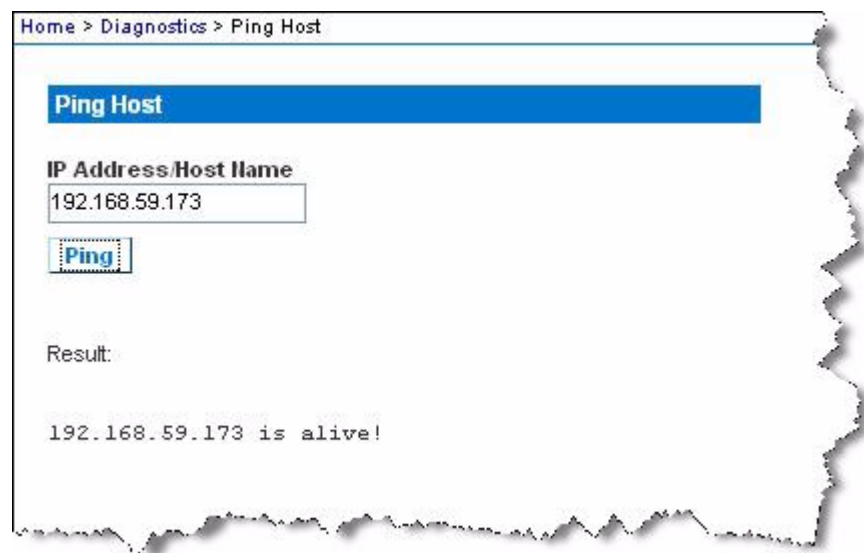 Home > Diagnostics > Ping Host
Ping Host
IP Address/Host Name
192.168.59.173
Ping
Result:
192.168.59.173 is alive!